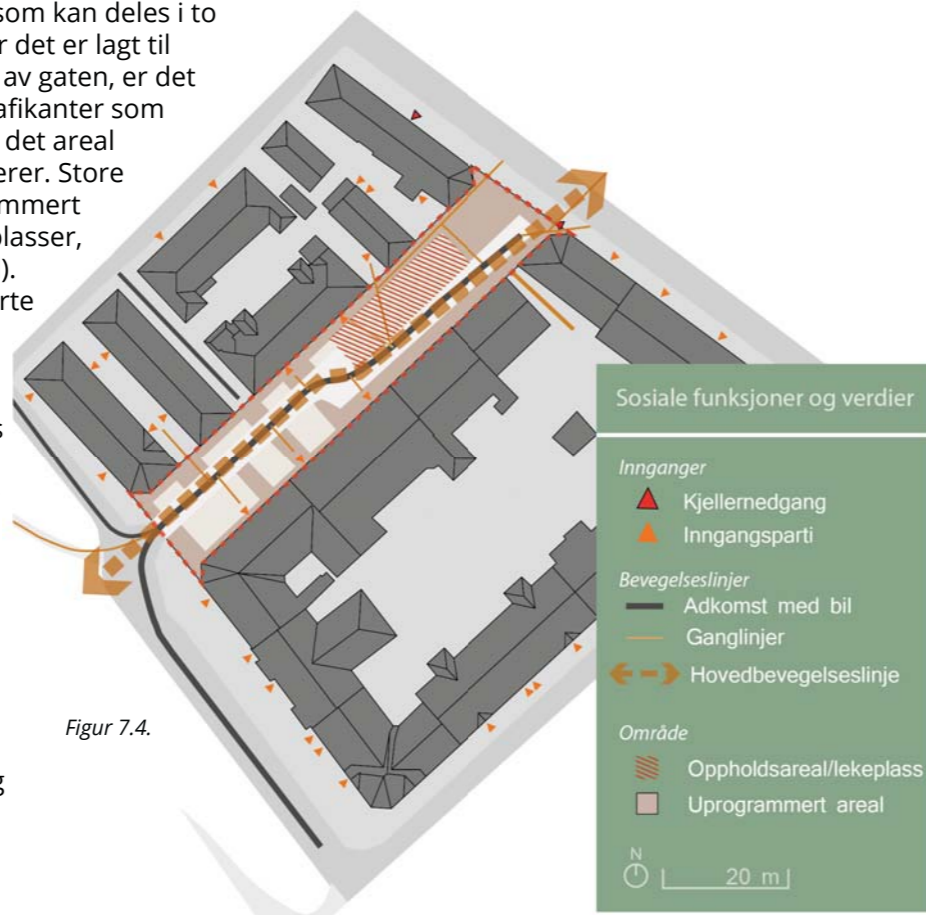 som kan deles i to
det er lagt til
av gaten, er det
afikanter som
det areal
erer. Store
mmert
plasser,
).
rte
s
Figur 7.4.
g
Sosiale funksjoner og verdier
Innganger
Kjellernedgang
Inngangsparti
Bevegelseslinjer
Adkomst med bil
Ganglinjer
Hovedbevegelseslinje
Område
Oppholdsareal/lekeplass
Uprogrammert areal
N
20 m